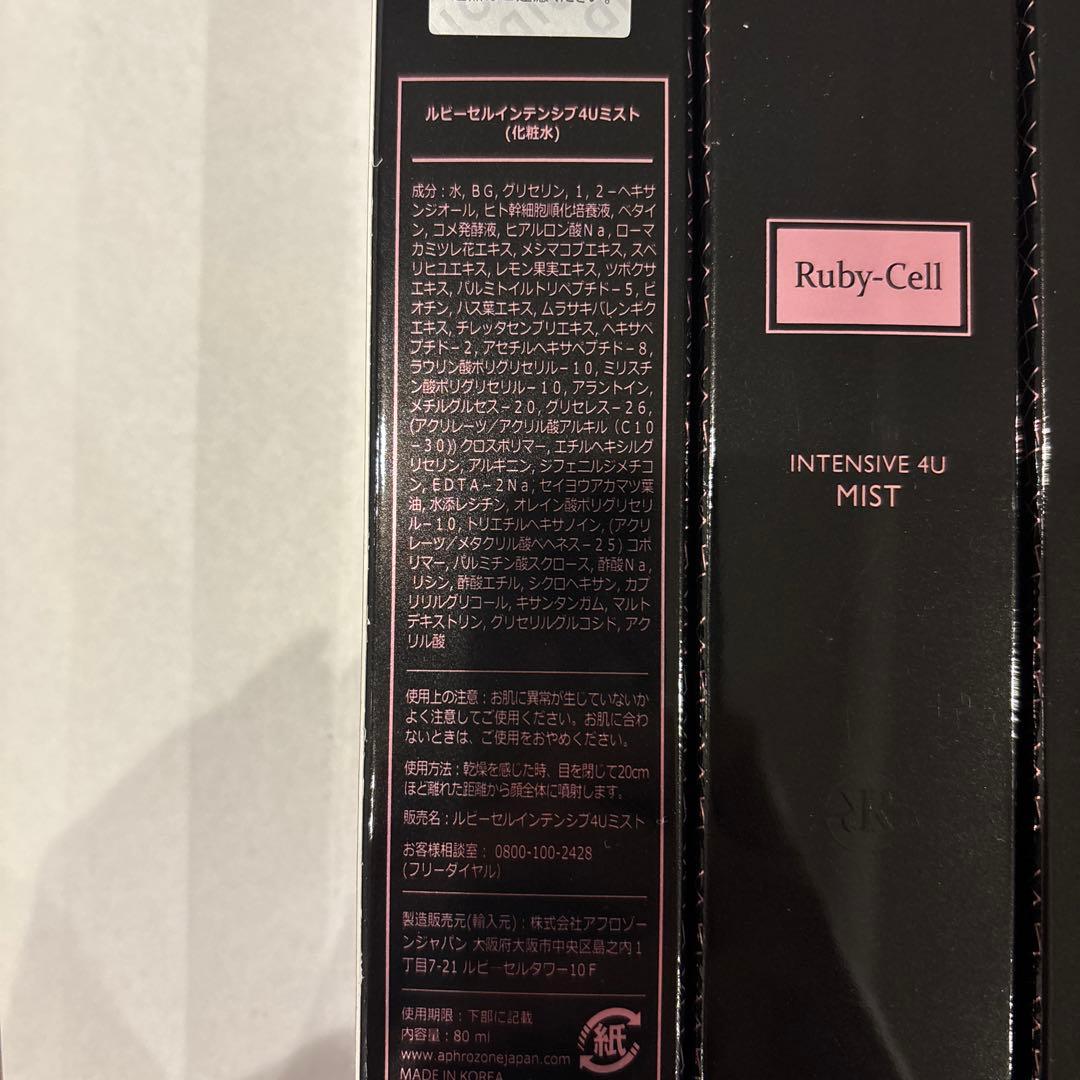 ルビーセルインテンシブ4Uミスト
(化粧水)
成分：水, BG, グリセリン, 1, 2－ヘキサ
ンジオール, ヒト幹細胞順化培養液, ベタイ
ン, コメ発酵液, ヒアルロン酸Na, ローマ
カミツレ花エキス, メシマコブエキス, スベ
リヒユエキス, レモン果実エキス, ツボクサ
エキス, パルミトイルトリペプチド－5, ビ
オチン, ハス葉エキス, ムラサキバレンギク
エキス, チレッタセンブリエキス, ヘキサペ
プチド－2, アセチルヘキサペプチド－8,
ラウリン酸ポリグリセリル－10, ミリスチ
ン酸ポリグリセリル－10, アラントイン,
メチルグルセス－20, グリセレス－26,
(アクリレーツ／アクリル酸アルキル（C10
－30)) クロスポリマー, エチルヘキシルグ
リセリン, アルギニン, ジフェニルジメチコ
ン, EDTA－2Na, セイヨウアカマツ葉
油, 水添レシチン, オレイン酸ポリグリセリ
ル－10, トリエチルヘキサノイン, (アクリ
レーツ／メタクリル酸ベヘネス－25) コポ
リマー, パルミチン酸スクロース, 酢酸Na,
リシン, 酢酸エチル, シクロヘキサン, カプ
リリルグリコール, キサンタンガム, マルト
デキストリン, グリセリルグルコシド, アク
リル酸
使用上の注意：お肌に異常が生じていないか
よく注意してご使用ください。お肌に合わ
ないときは、ご使用をおやめください。
使用方法：乾燥を感じた時、目を閉じて20cm
ほど離れた距離から顔全体に噴射します。
販売名：ルビーセルインテンシブ4Uミスト
お客様相談室： 0800-100-2428
(フリーダイヤル)
製造販売元(輸入元)：株式会社アフロゾー
ンジャパン 大阪府大阪市中央区島之内1
丁目7-21 ルビーセルタワー10F
使用期限：下部に記載
内容量：80 ml
www.aphrozonejapan.com
MADE IN KOREA
紙
Ruby-Cell
INTENSIVE 4U
MIST